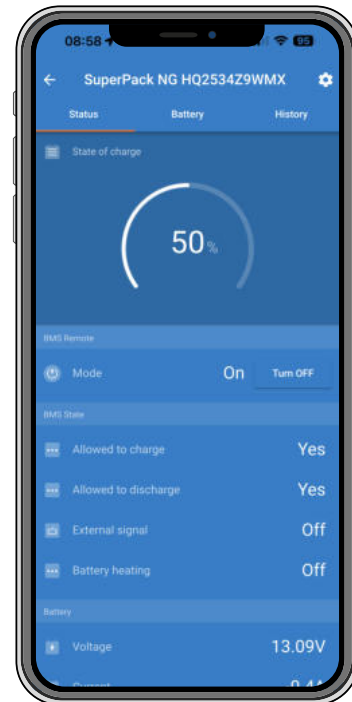 08:58 95
SuperPack NG HQ2534Z9WMX
Status Battery History
State of charge
50%
BMS Remote
Mode On Turn OFF
BMS State
Allowed to charge Yes
Allowed to discharge Yes
External signal Off
Battery heating Off
Battery
Voltage 13.09V